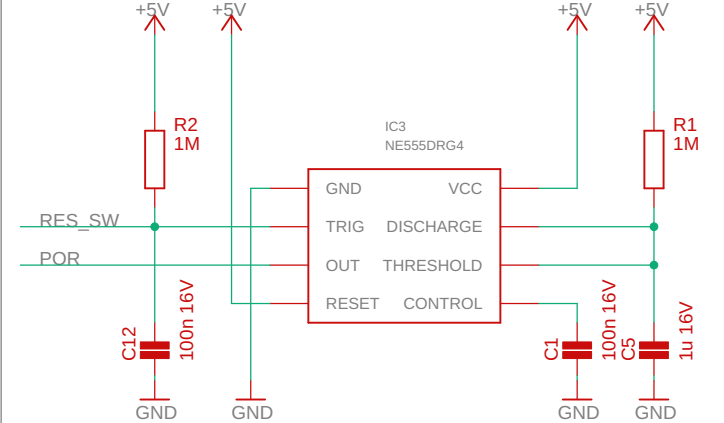 +5V
+5V
+5V
+5V
R2
1M
IC3
NE555DRG4
R1
1M
GND
VCC
RES_SW
TRIG
DISCHARGE
POR
OUT
THRESHOLD
RESET
CONTROL
C12
100n 16V
C1
100n 16V
C5
1u 16V
GND
GND
GND
GND